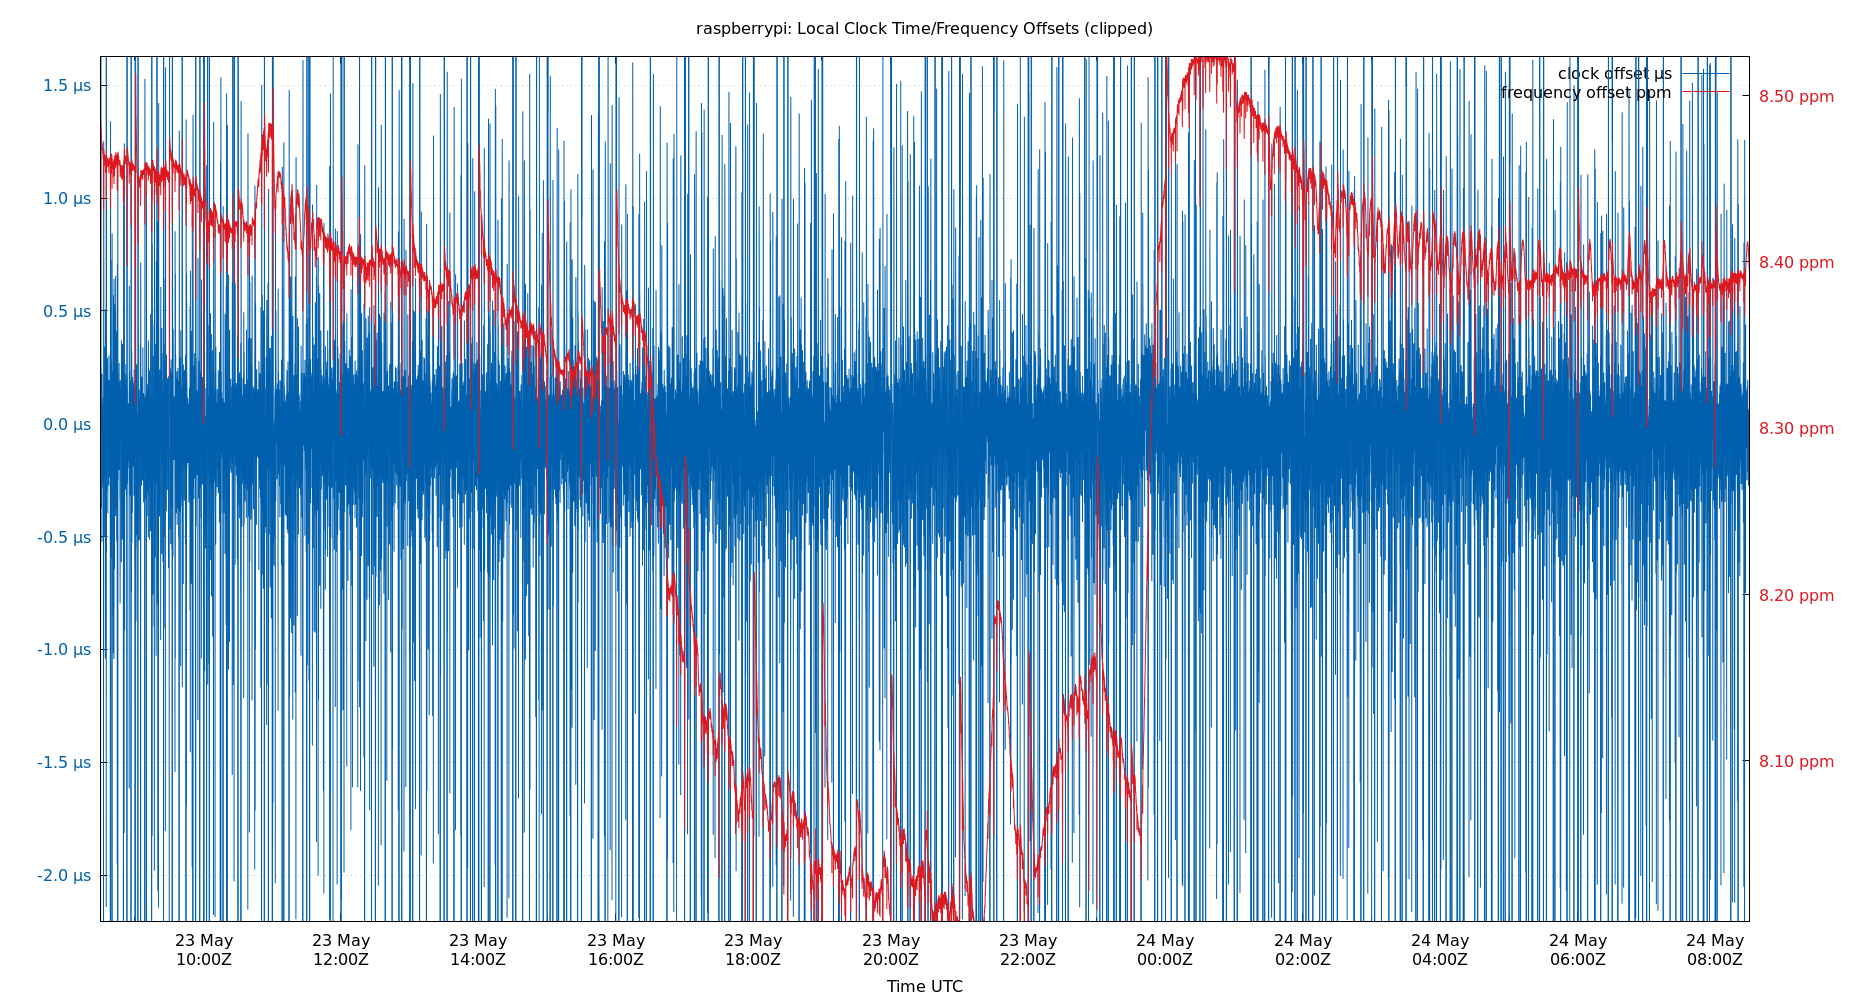 raspberrypi: Local Clock Time/Frequency Offsets (clipped)
clock offset µs
frequency offset ppm
1.5 µs
1.0 µs
0.5 µs
0.0 µs
-0.5 µs
-1.0 µs
-1.5 µs
-2.0 µs
8.50 ppm
8.40 ppm
8.30 ppm
8.20 ppm
8.10 ppm
23 May 23 May 23 May 23 May 23 May 23 May 23 May 24 May 24 May 24 May 24 May 24 May
10:00Z 12:00Z 14:00Z 16:00Z 18:00Z 20:00Z 22:00Z 00:00Z 02:00Z 04:00Z 06:00Z 08:00Z
Time UTC